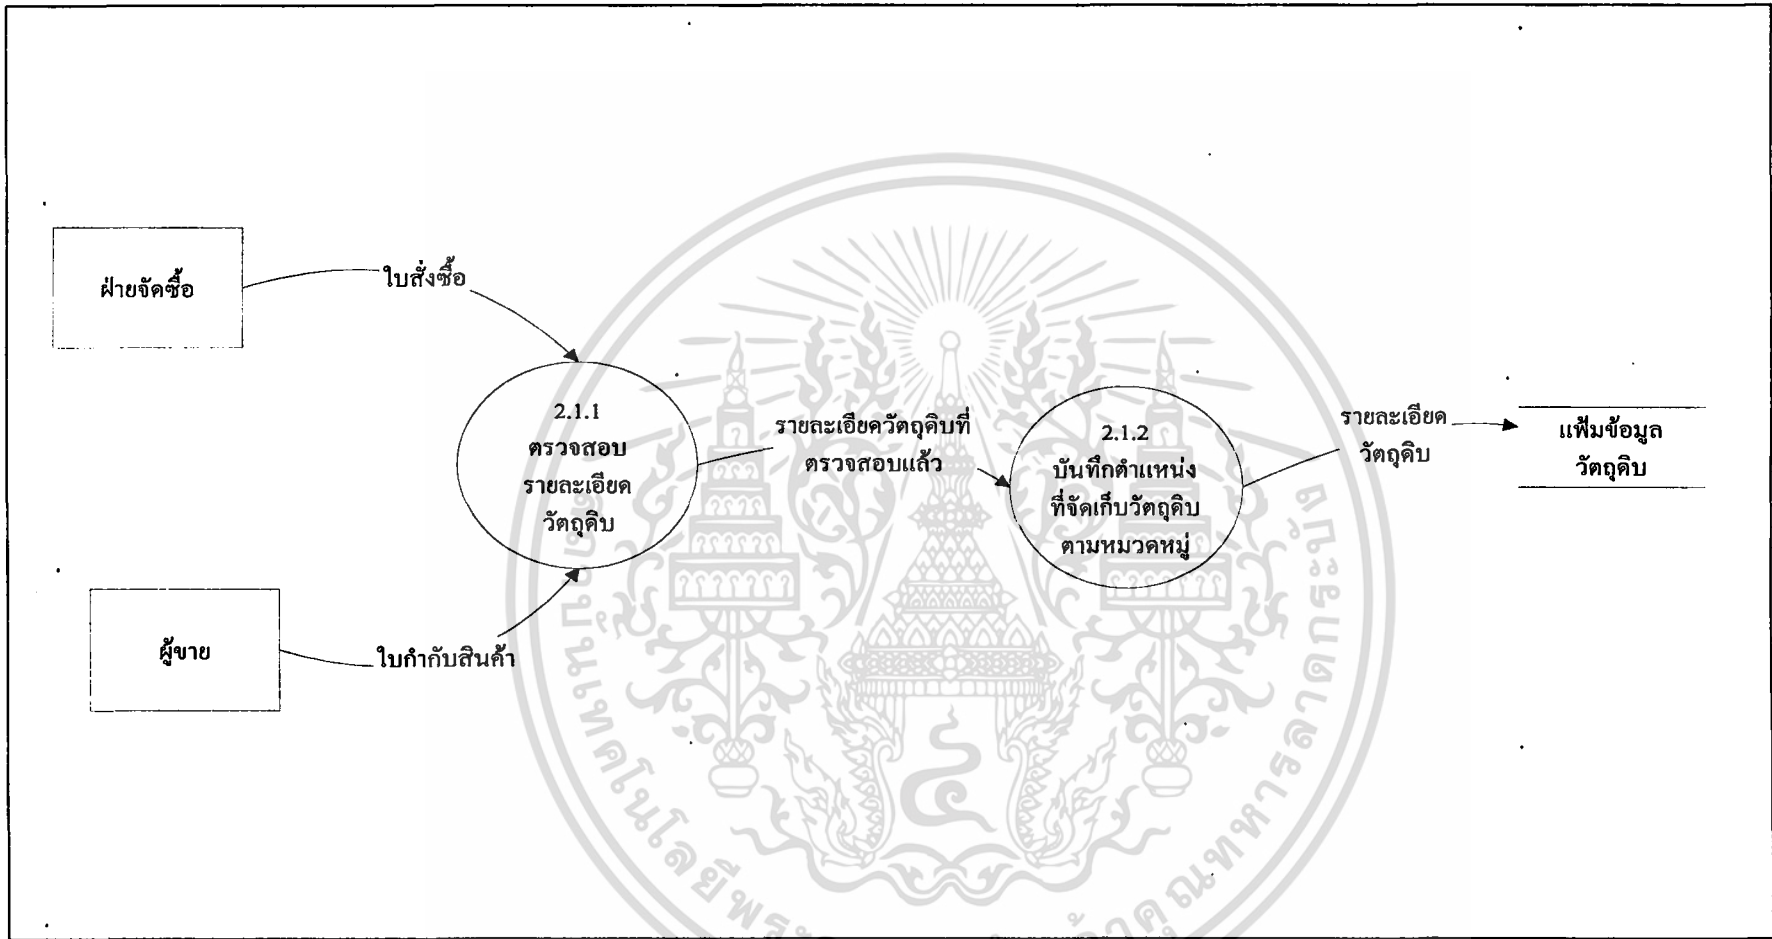 ฝ่ายจัดซื้อ
ใบสั่งซื้อ
2.1.1
ตรวจสอบ
รายละเอียด
วัตถุดิบ
ผู้ขาย
ใบกำกับสินค้า
รายละเอียดวัตถุดิบที่
ตรวจสอบแล้ว
2.1.2
บันทึกตำแหน่ง
ที่จัดเก็บวัตถุดิบ
ตามหมวดหมู่
รายละเอียด
วัตถุดิบ
แฟ้มข้อมูล
วัตถุดิบ